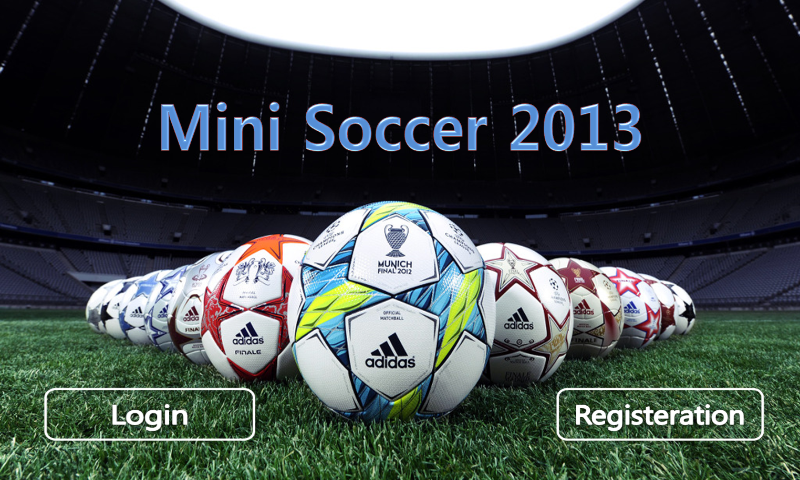 Mini Soccer 2013
MUNICH
FINAL 2012
OFFICIAL
MATCHBALL
adidas
adidas
FINALE
adidas
adidas
Login
Registeration